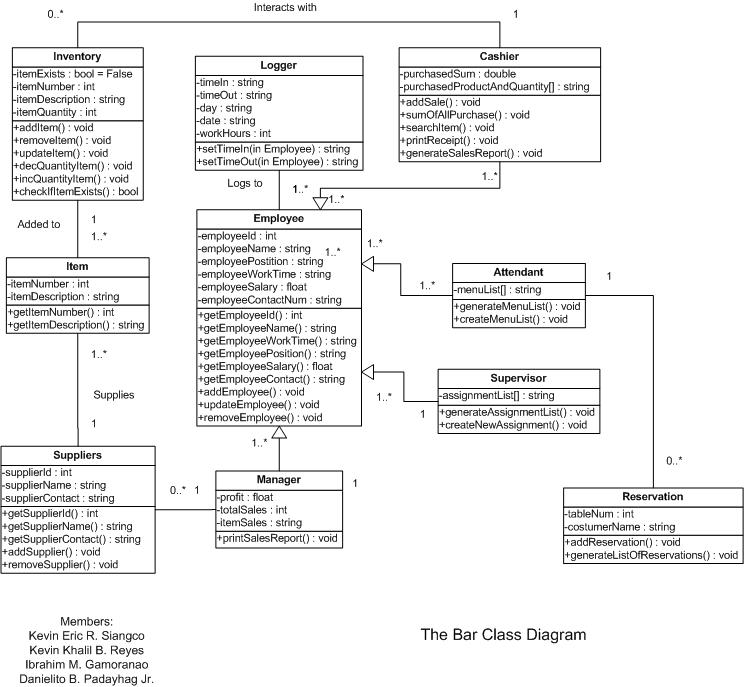 Interacts with
0..*
1
Inventory
-itemExists : bool = False
-itemNumber : int
-itemDescription : string
-itemQuantity : int
+addItem() : void
+removeItem() : void
+updateItem() : void
+decQuantityItem() : void
+incQuantityItem() : void
+checkIfItemExists() : bool
Logger
-timeIn : string
-timeOut : string
-day : string
-date : string
-workHours : int
+setTimeIn(in Employee)
+setTimeOut(in Employee)
Cashier
-purchasedSum : double
-purchasedProductAndQuantity[] : string
+addSale() : void
+sumOfAllPurchase() : void
+searchItem() : void
+printReceipt() : void
+generateSalesReport() : void
Logs to
1..*
1..*
1..*
Added to
1
1..*
Employee
-employeeId : int
-employeeName : string
-employeePostition : string
-employeeWorkTime : string
-employeeSalary : float
-employeeContactNum : string
+getEmployeeId() : int
+getEmployeeName() : string
+getEmployeeWorkTime() : string
+getEmployeePosition() : string
+getEmployeeSalary() : float
+getEmployeeContact() : string
+addEmployee() : void
+updateEmployee() : void
+removeEmployee() : void
1..*
1..*
1..*
Item
-itemNumber : int
-itemDescription : string
+getItemNumber() : int
+getItemDescription() : string
Attendant
-menuList[] : string
+generateMenuList() : void
+createMenuList() : void
1
1..*
Supplies
1
Supervisor
-assignmentList[] : string
+generateAssignmentList() : void
+createNewAssignment() : void
1..*
1
Suppliers
-supplierId : int
-supplierName : string
-supplierContact : string
+getSupplierId() : int
+getSupplierName() : string
+getSupplierContact() : string
+addSupplier() : void
+removeSupplier() : void
0..*
1
1..*
Manager
-profit : float
-totalSales : int
-itemSales : string
+printSalesReport() : void
1
0..*
Reservation
-tableNum : int
-costumerName : string
+addReservation() : void
+generateListOfReservations() : void
Members:
Kevin Eric R. Siangco
Kevin Khalil B. Reyes
Ibrahim M. Gamoranao
Danielito B. Padayhag Jr.
The Bar Class Diagram